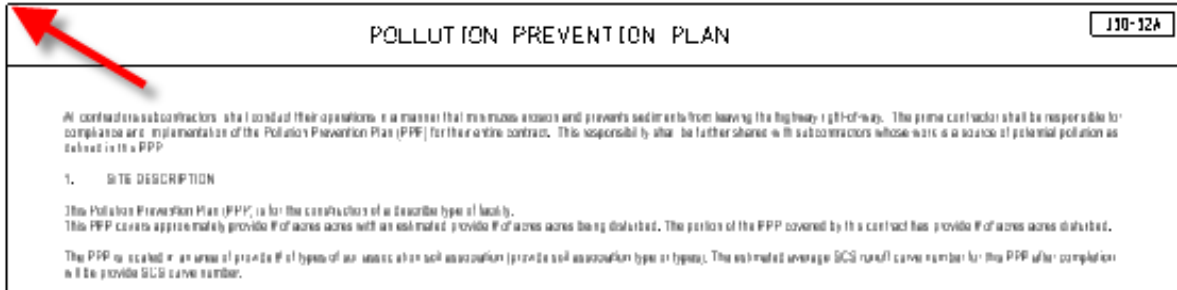 POLLUTION PREVENTION PLAN
All contractors subcontractors shall conduct their operations in a manner that minimizes erosion and prevents sediments from leaving the highway right-of-way. The prime contractor shall be responsible for
compliance and implementation of the Pollution Prevention Plan (PPP) for their entire contract. This responsibility shall be further shared with subcontractors whose work is a source of potential pollution as
defined in this PPP
1. SITE DESCRIPTION
This Pollution Prevention Plan (PPP) is for the construction of a describe type of facility.
This PPP covers approximately provide # of acres acres with an estimated provide # of acres acres being disturbed. The portion of the PPP covered by this contract has provide # of acres acres disturbed.
The PPP is located in an area of provide # of types of soil association soil association (provide soil association type or types). The estimated average SCS runoff curve number for this PPP after completion
will be provide SCS curve number.